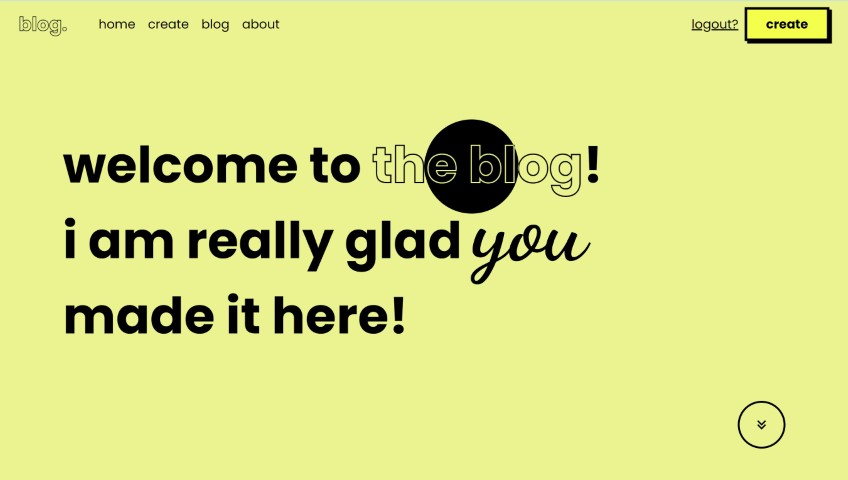 blog.
home create blog about
logout?
create
welcome to the blog!
i am really glad you
made it here!